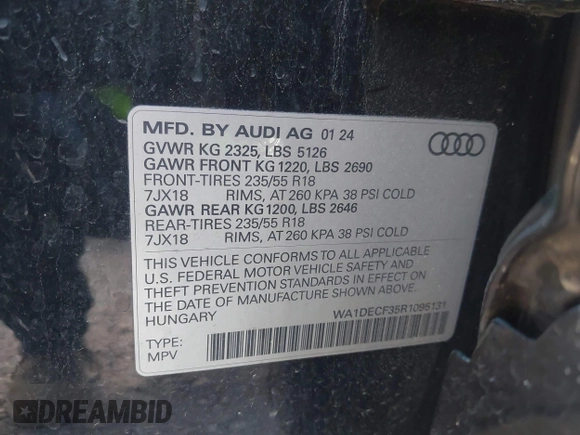 MFD. BY AUDI AG 01 24
GVWR KG 2325, LBS 5126
GAWR FRONT KG 1220, LBS 2690
FRONT-TIRES 235/55 R18
7JX18 RIMS, AT 260 KPA 38 PSI COLD
GAWR REAR KG1200, LBS 2646
REAR-TIRES 235/55 R18
7JX18 RIMS, AT 260 KPA 38 PSI COLD
THIS VEHICLE CONFORMS TO ALL APPLICABLE
U.S. FEDERAL MOTOR VEHICLE SAFETY AND
THEFT PREVENTION STANDARDS IN EFFECT ON
THE DATE OF MANUFACTURE SHOWN ABOVE.
HUNGARY
WA1DECF35R1095131
TYPE:
MPV
DREAMBID